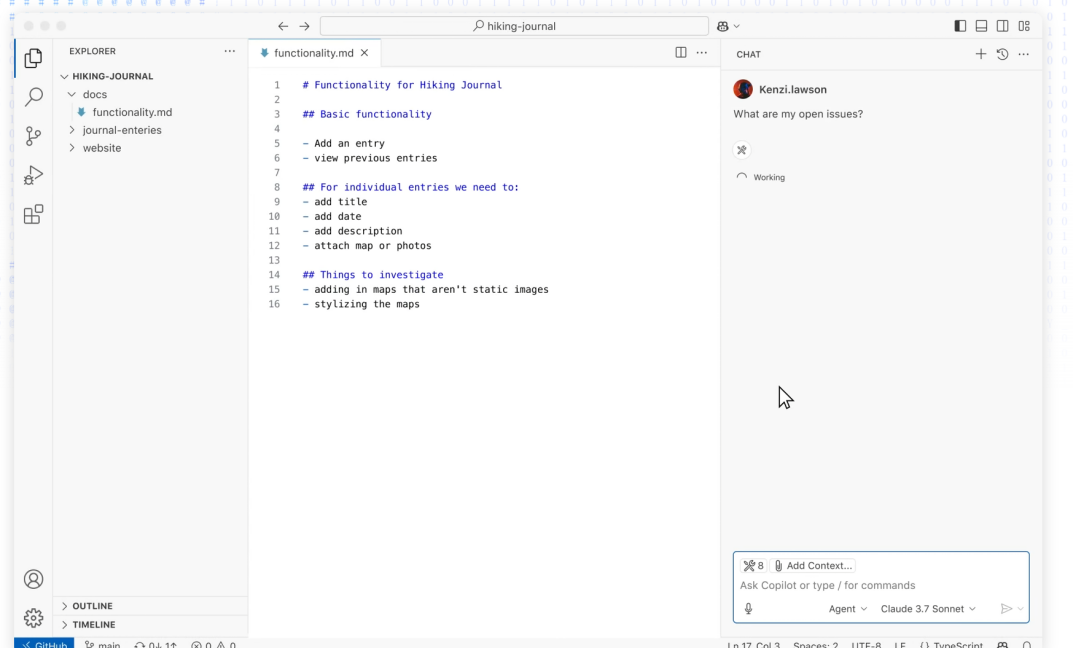 hiking-journal
EXPLORER
HIKING-JOURNAL
docs
functionality.md
journal-enteries
website
functionality.md
1 # Functionality for Hiking Journal
2
3 ## Basic functionality
4
5 - Add an entry
6 - view previous entries
7
8 ## For individual entries we need to:
9 - add title
10 - add date
11 - add description
12 - attach map or photos
13
14 ## Things to investigate
15 - adding in maps that aren't static images
16 - stylizing the maps
CHAT
Kenzi.lawson
What are my open issues?
Working
8 Add Context...
Ask Copilot or type / for commands
Agent Claude 3.7 Sonnet
OUTLINE
TIMELINE
GitHub main 0↓ 1↑ 0 0 Ln 17, Col 3 Spaces: 2 UTF-8 LF {} TypeScript